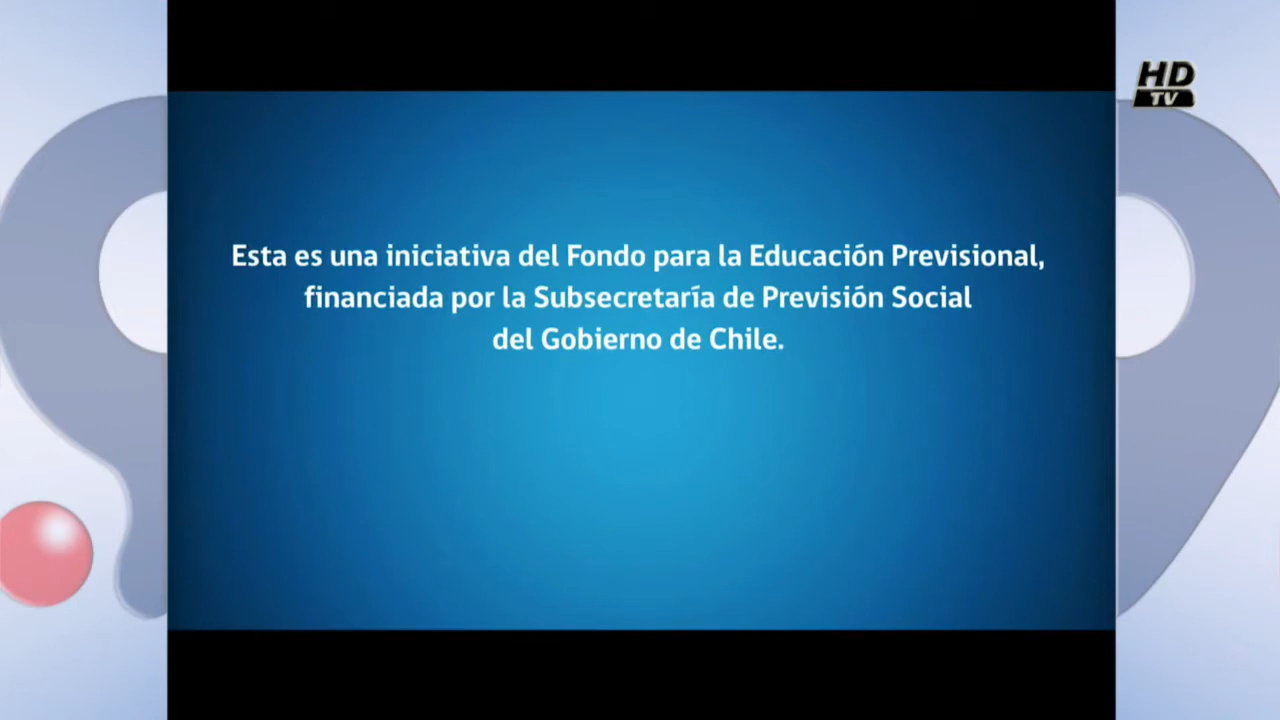 HD
TV
Esta es una iniciativa del Fondo para la Educación Previsional,
financiada por la Subsecretaría de Previsión Social
del Gobierno de Chile.